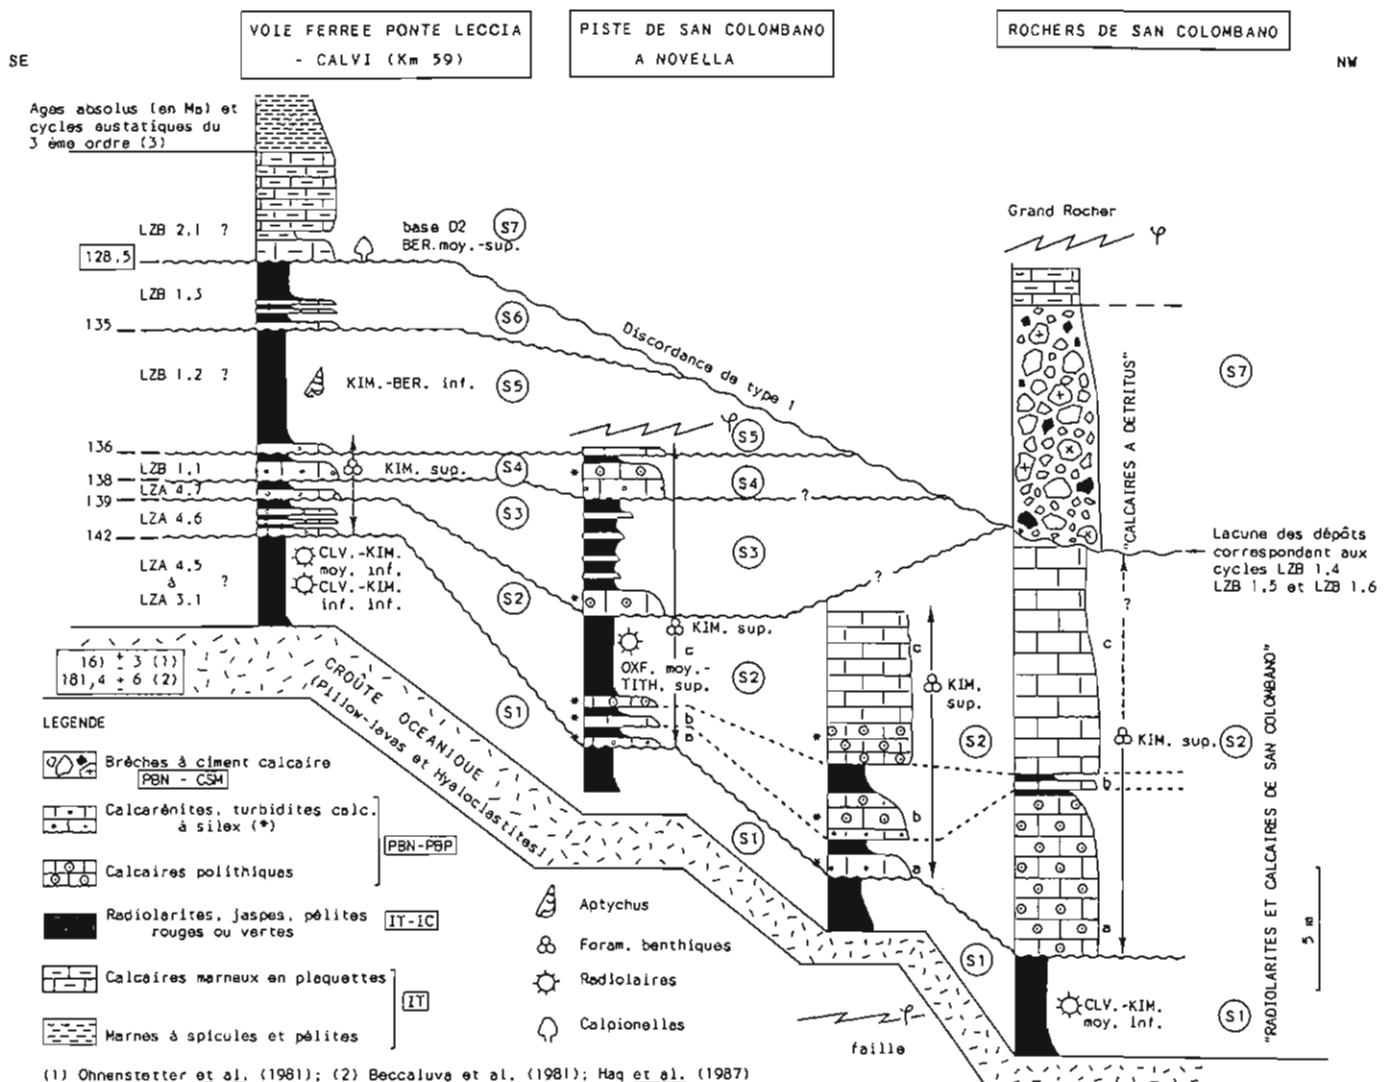 VOIE FERREE PONTE LECCIA
- CALVI (Km 59)
PISTE DE SAN COLOMBANO
A NOVELLA
ROCHERS DE SAN COLOMBANO
SE
NW
Ages absolus (en Ma) et
cycles eustatiques du
3 ème ordre (3)
LZB 2.1 ?
128,5
LZB 1.3
135
LZB 1.2 ?
136
LZB 1.1
138
LZA 4.7
139
LZA 4.6
142
LZA 4.5
à ?
LZA 3.1
161 ± 3 (1)
181,4 ± 6 (2)
base D2
BER.moy.-sup.
S7
S6
KIM.-BER. inf.
S5
KIM. sup.
S4
S3
CLV.-KIM.
moy. inf.
CLV.-KIM.
inf. inf.
S2
S1
CROÛTE OCEANIQUE
(Pillow-lavas et Hyaloclastites)
Discordance de type 1
φ
S5
*
S4
?
S3
*
?
KIM. sup.
c
OXF. moy.-
TITH. sup.
S2
*
*
*
b
a
S1
c
KIM.
sup.
*
S2
*
b
*
a
S1
Grand Rocher
φ
S7
"CALCAIRES A DETRITUS"
Lacune des dépôts
correspondant aux
cycles LZB 1.4
LZB 1.5 et LZB 1.6
?
c
KIM. sup.
S2
b
a
"RADIOLARITES ET CALCAIRES DE SAN COLOMBANO"
5 m
CLV.-KIM.
moy. inf.
S1
LEGENDE
Brèches à ciment calcaire
PBN - CSM
Calcarénites, turbidites calc.
à silex (*)
PBN-PBP
Calcaires oolithiques
Radiolarites, jaspes, pélites
rouges ou vertes
IT-IC
Calcaires marneux en plaquettes
IT
Marnes à spicules et pélites
Aptychus
Foram. benthiques
Radiolaires
Calpionellas
φ
faille
(1) Ohnenstetter et al. (1981); (2) Beccaluva et al. (1981); Haq et al. (1987)